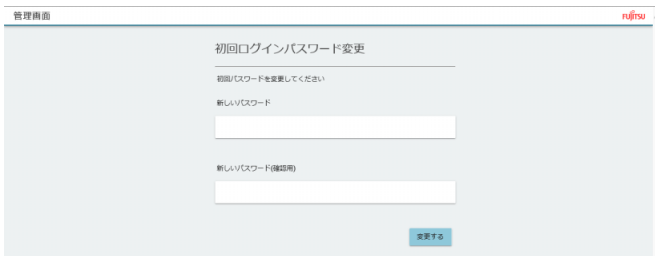 管理画面
FUJITSU
初回ログインパスワード変更
初回パスワードを変更してください
新しいパスワード
新しいパスワード(確認用)
変更する